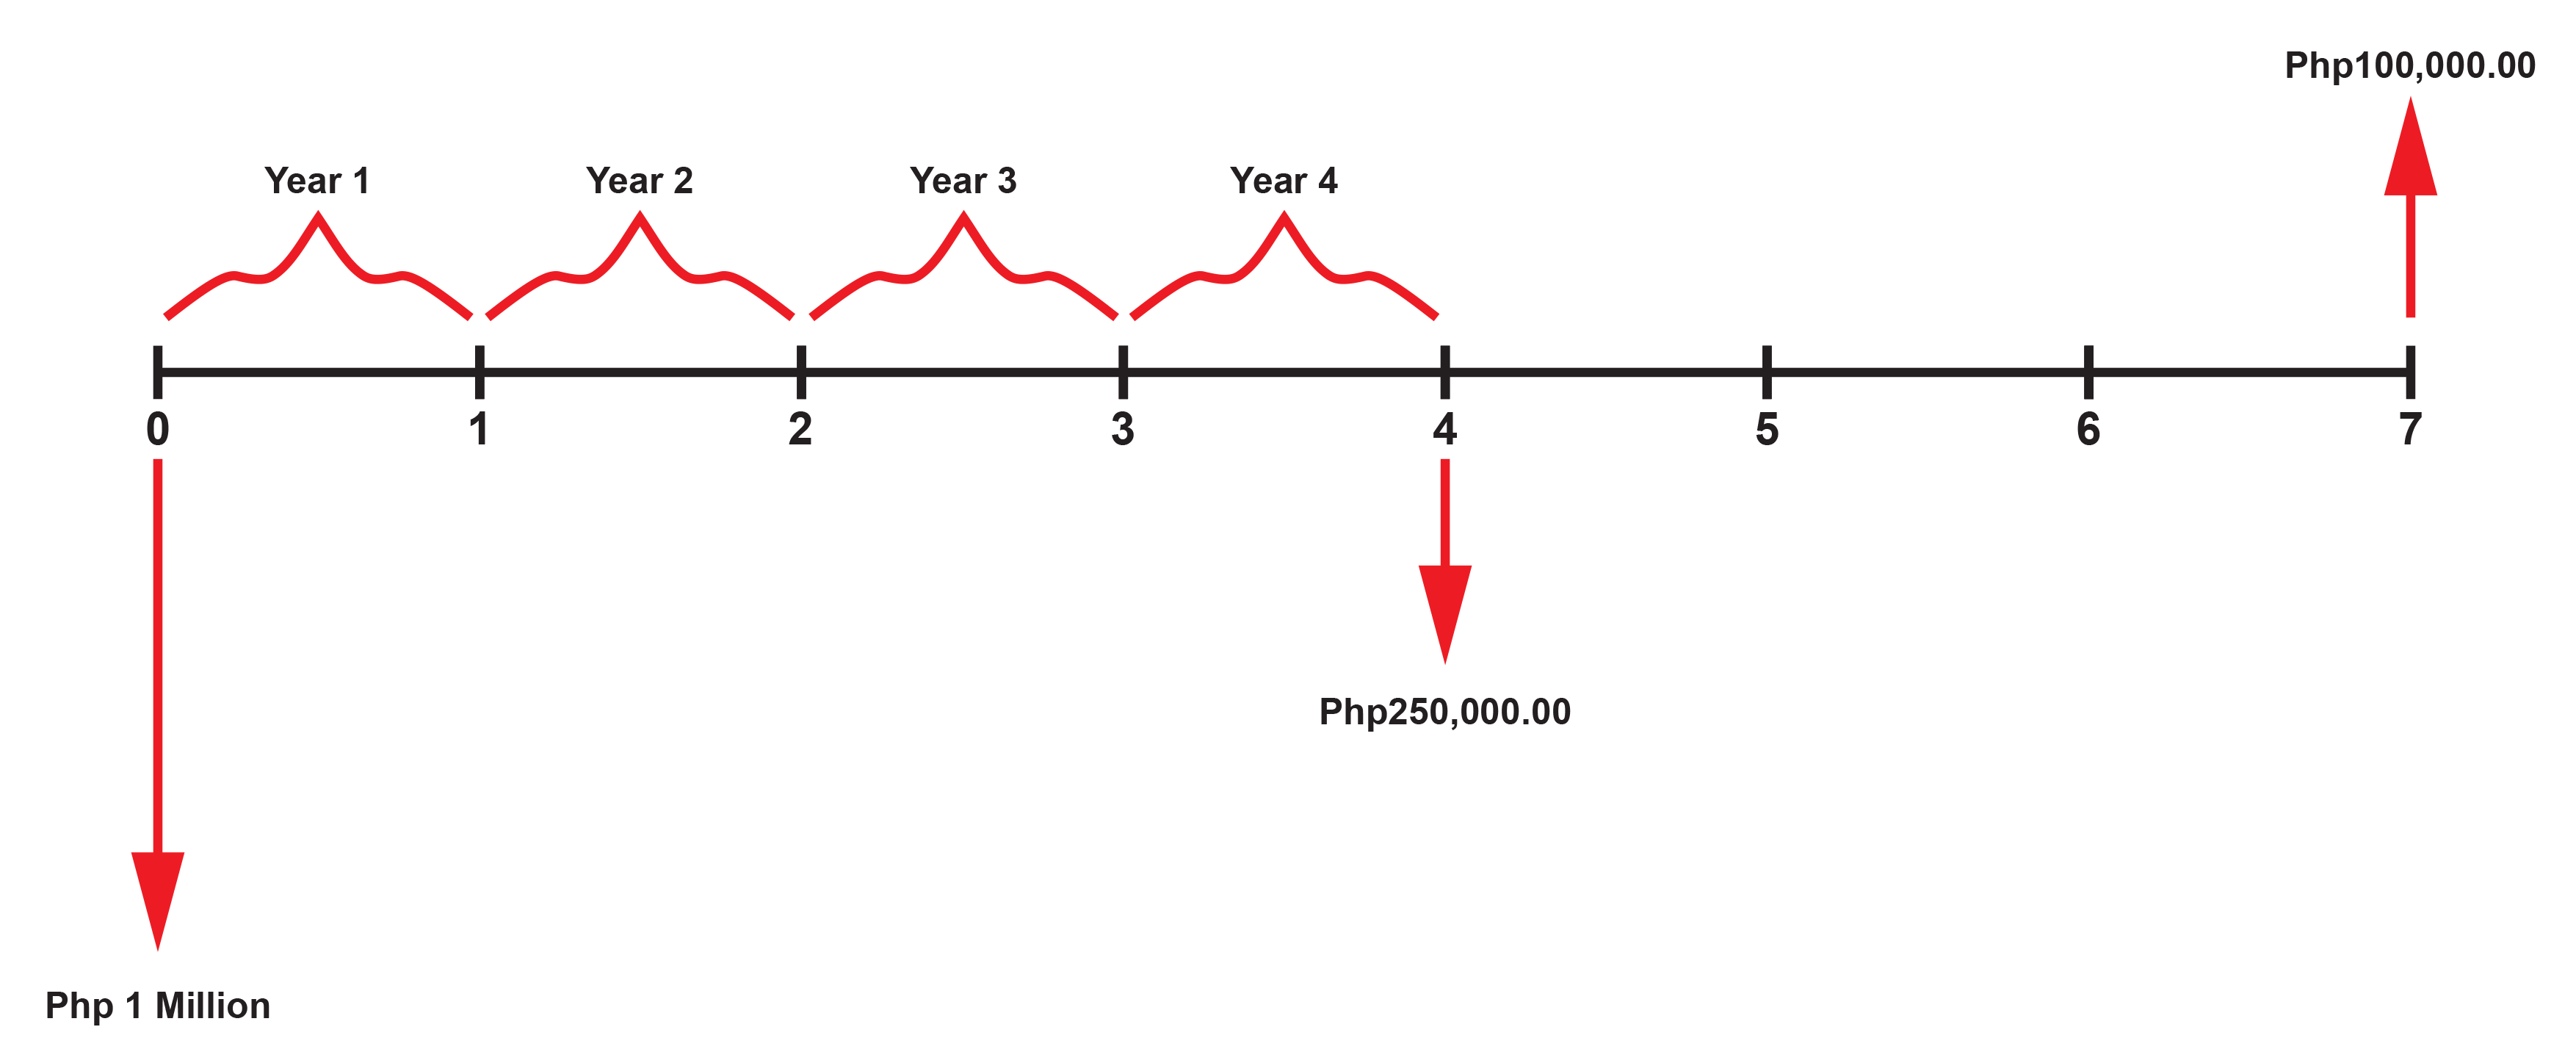 Php100,000.00
Year 1 Year 2 Year 3 Year 4
0 1 2 3 4 5 6 7
Php250,000.00
Php 1 Million